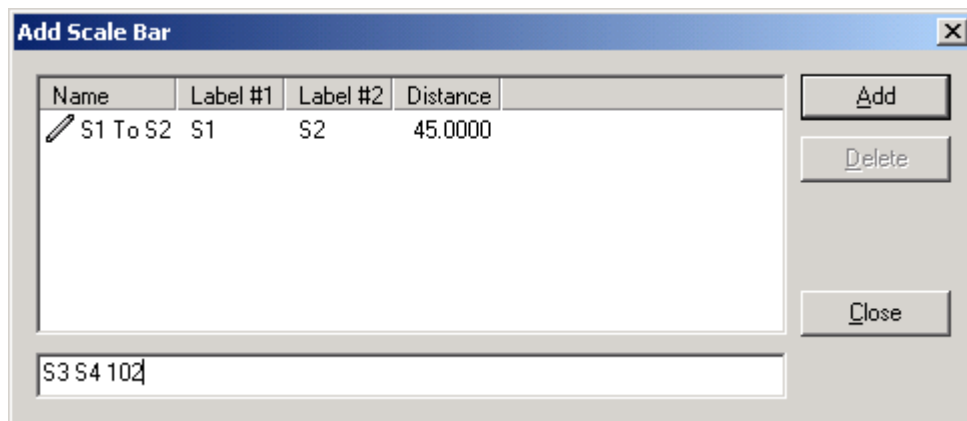 Add Scale Bar
Name Label #1 Label #2 Distance
S1 To S2 S1 S2 45.0000
Add
Delete
Close
S3 S4 102